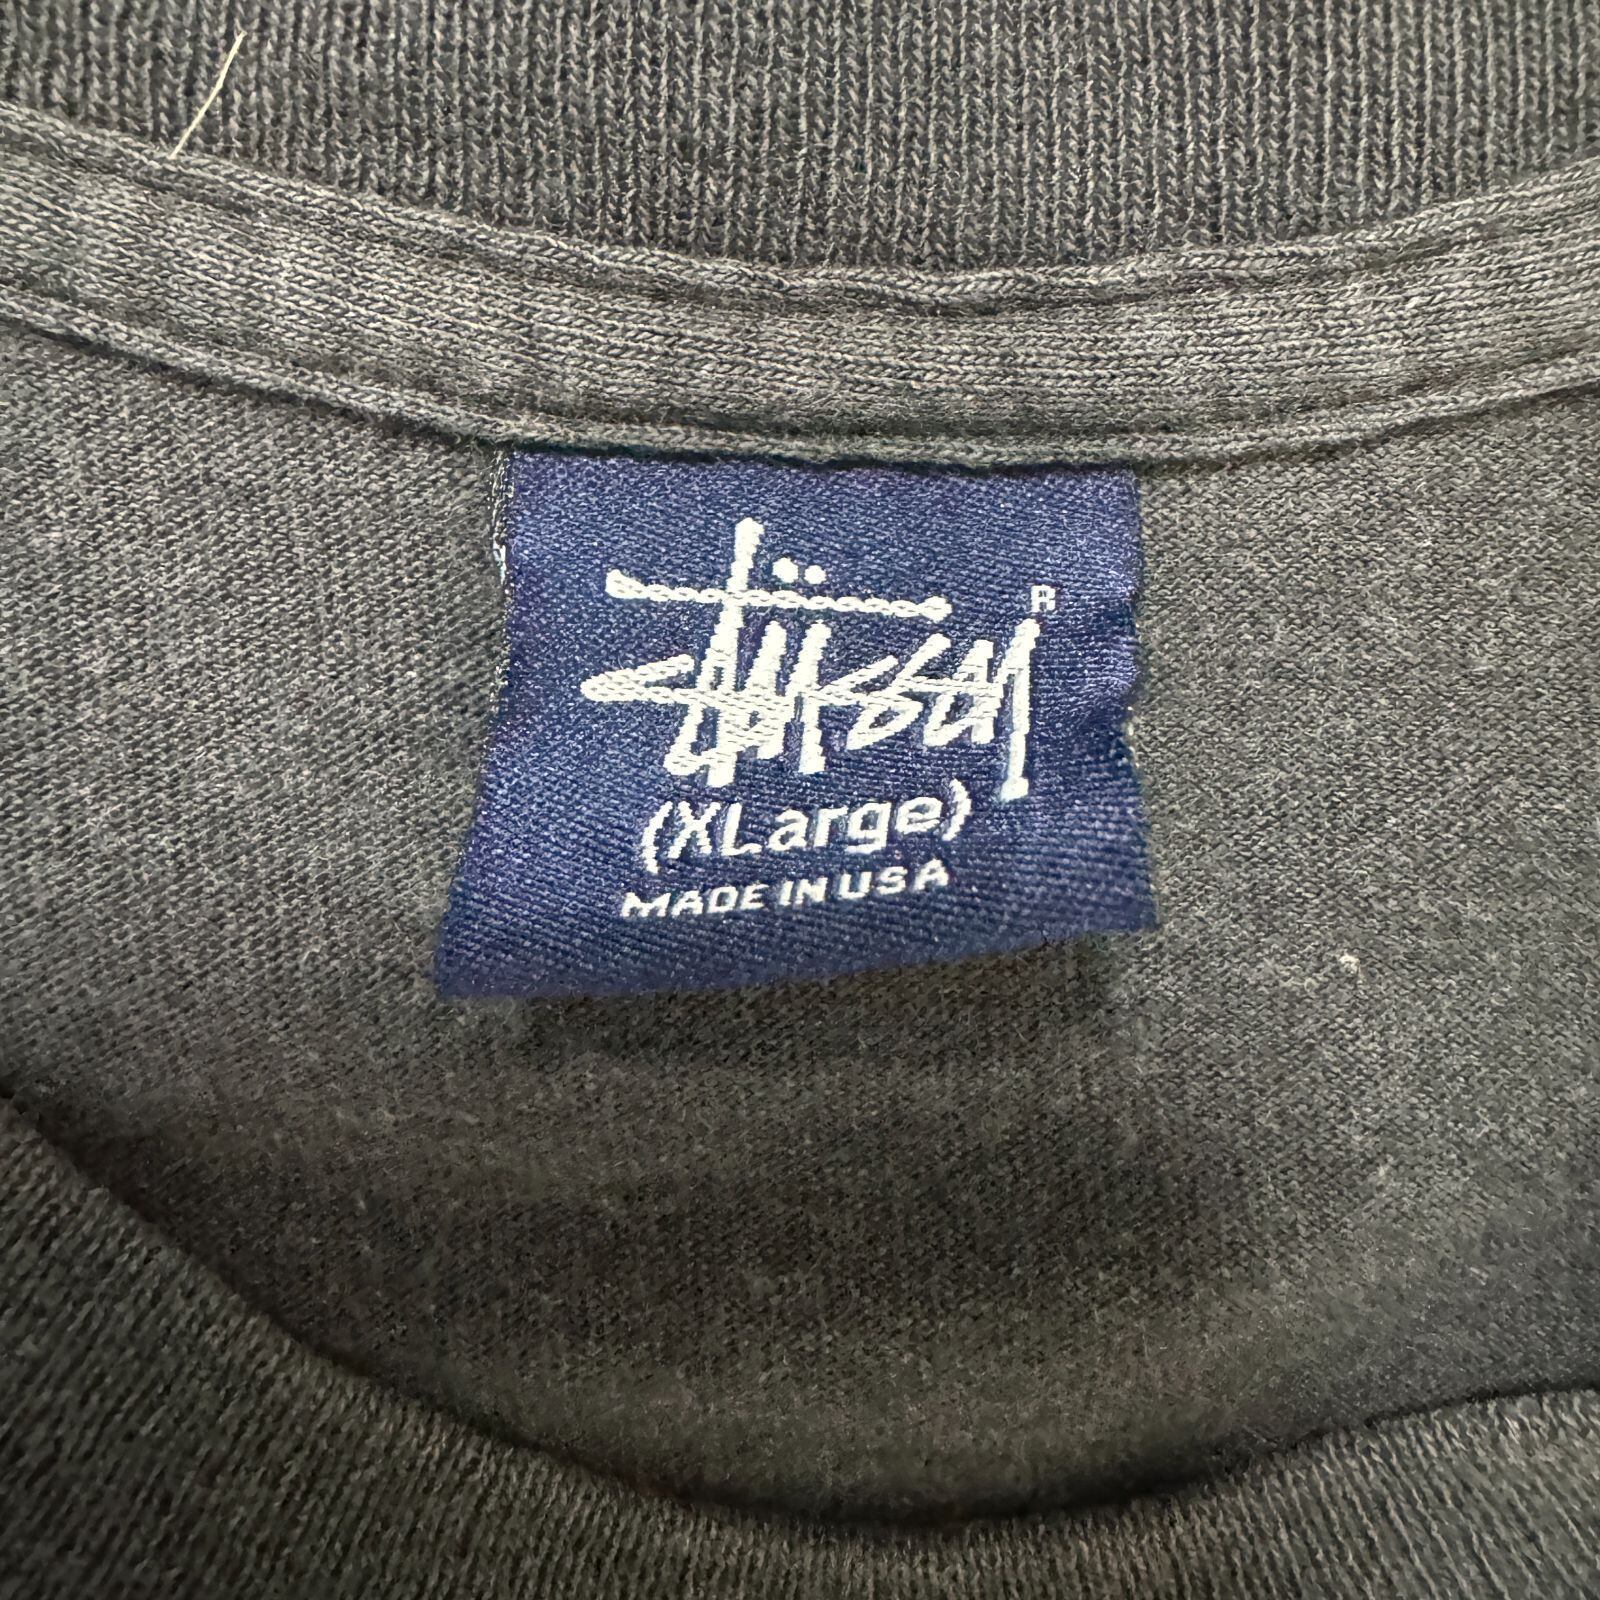 Stüssy ®
(XLarge)
MADE IN USA